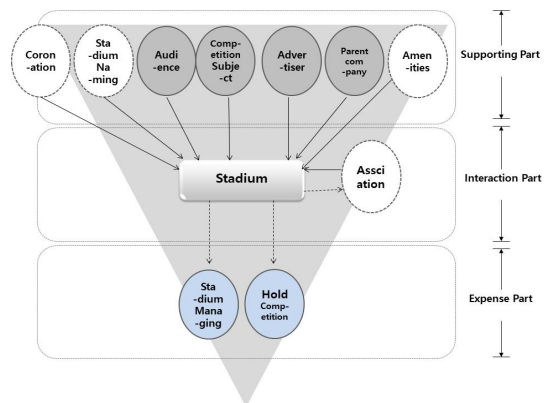 Coron
-ation
Sta
-dium
Na
-ming
Audi
-ence
Comp-
etition
Subje
-ct
Adver
-tiser
Parent
com
-pany
Amen
-ities
Supporting Part
Stadium
Assci
ation
Interaction Part
Sta
-dium
Mana
-ging
Hold
Comp-
etition
Expense Part